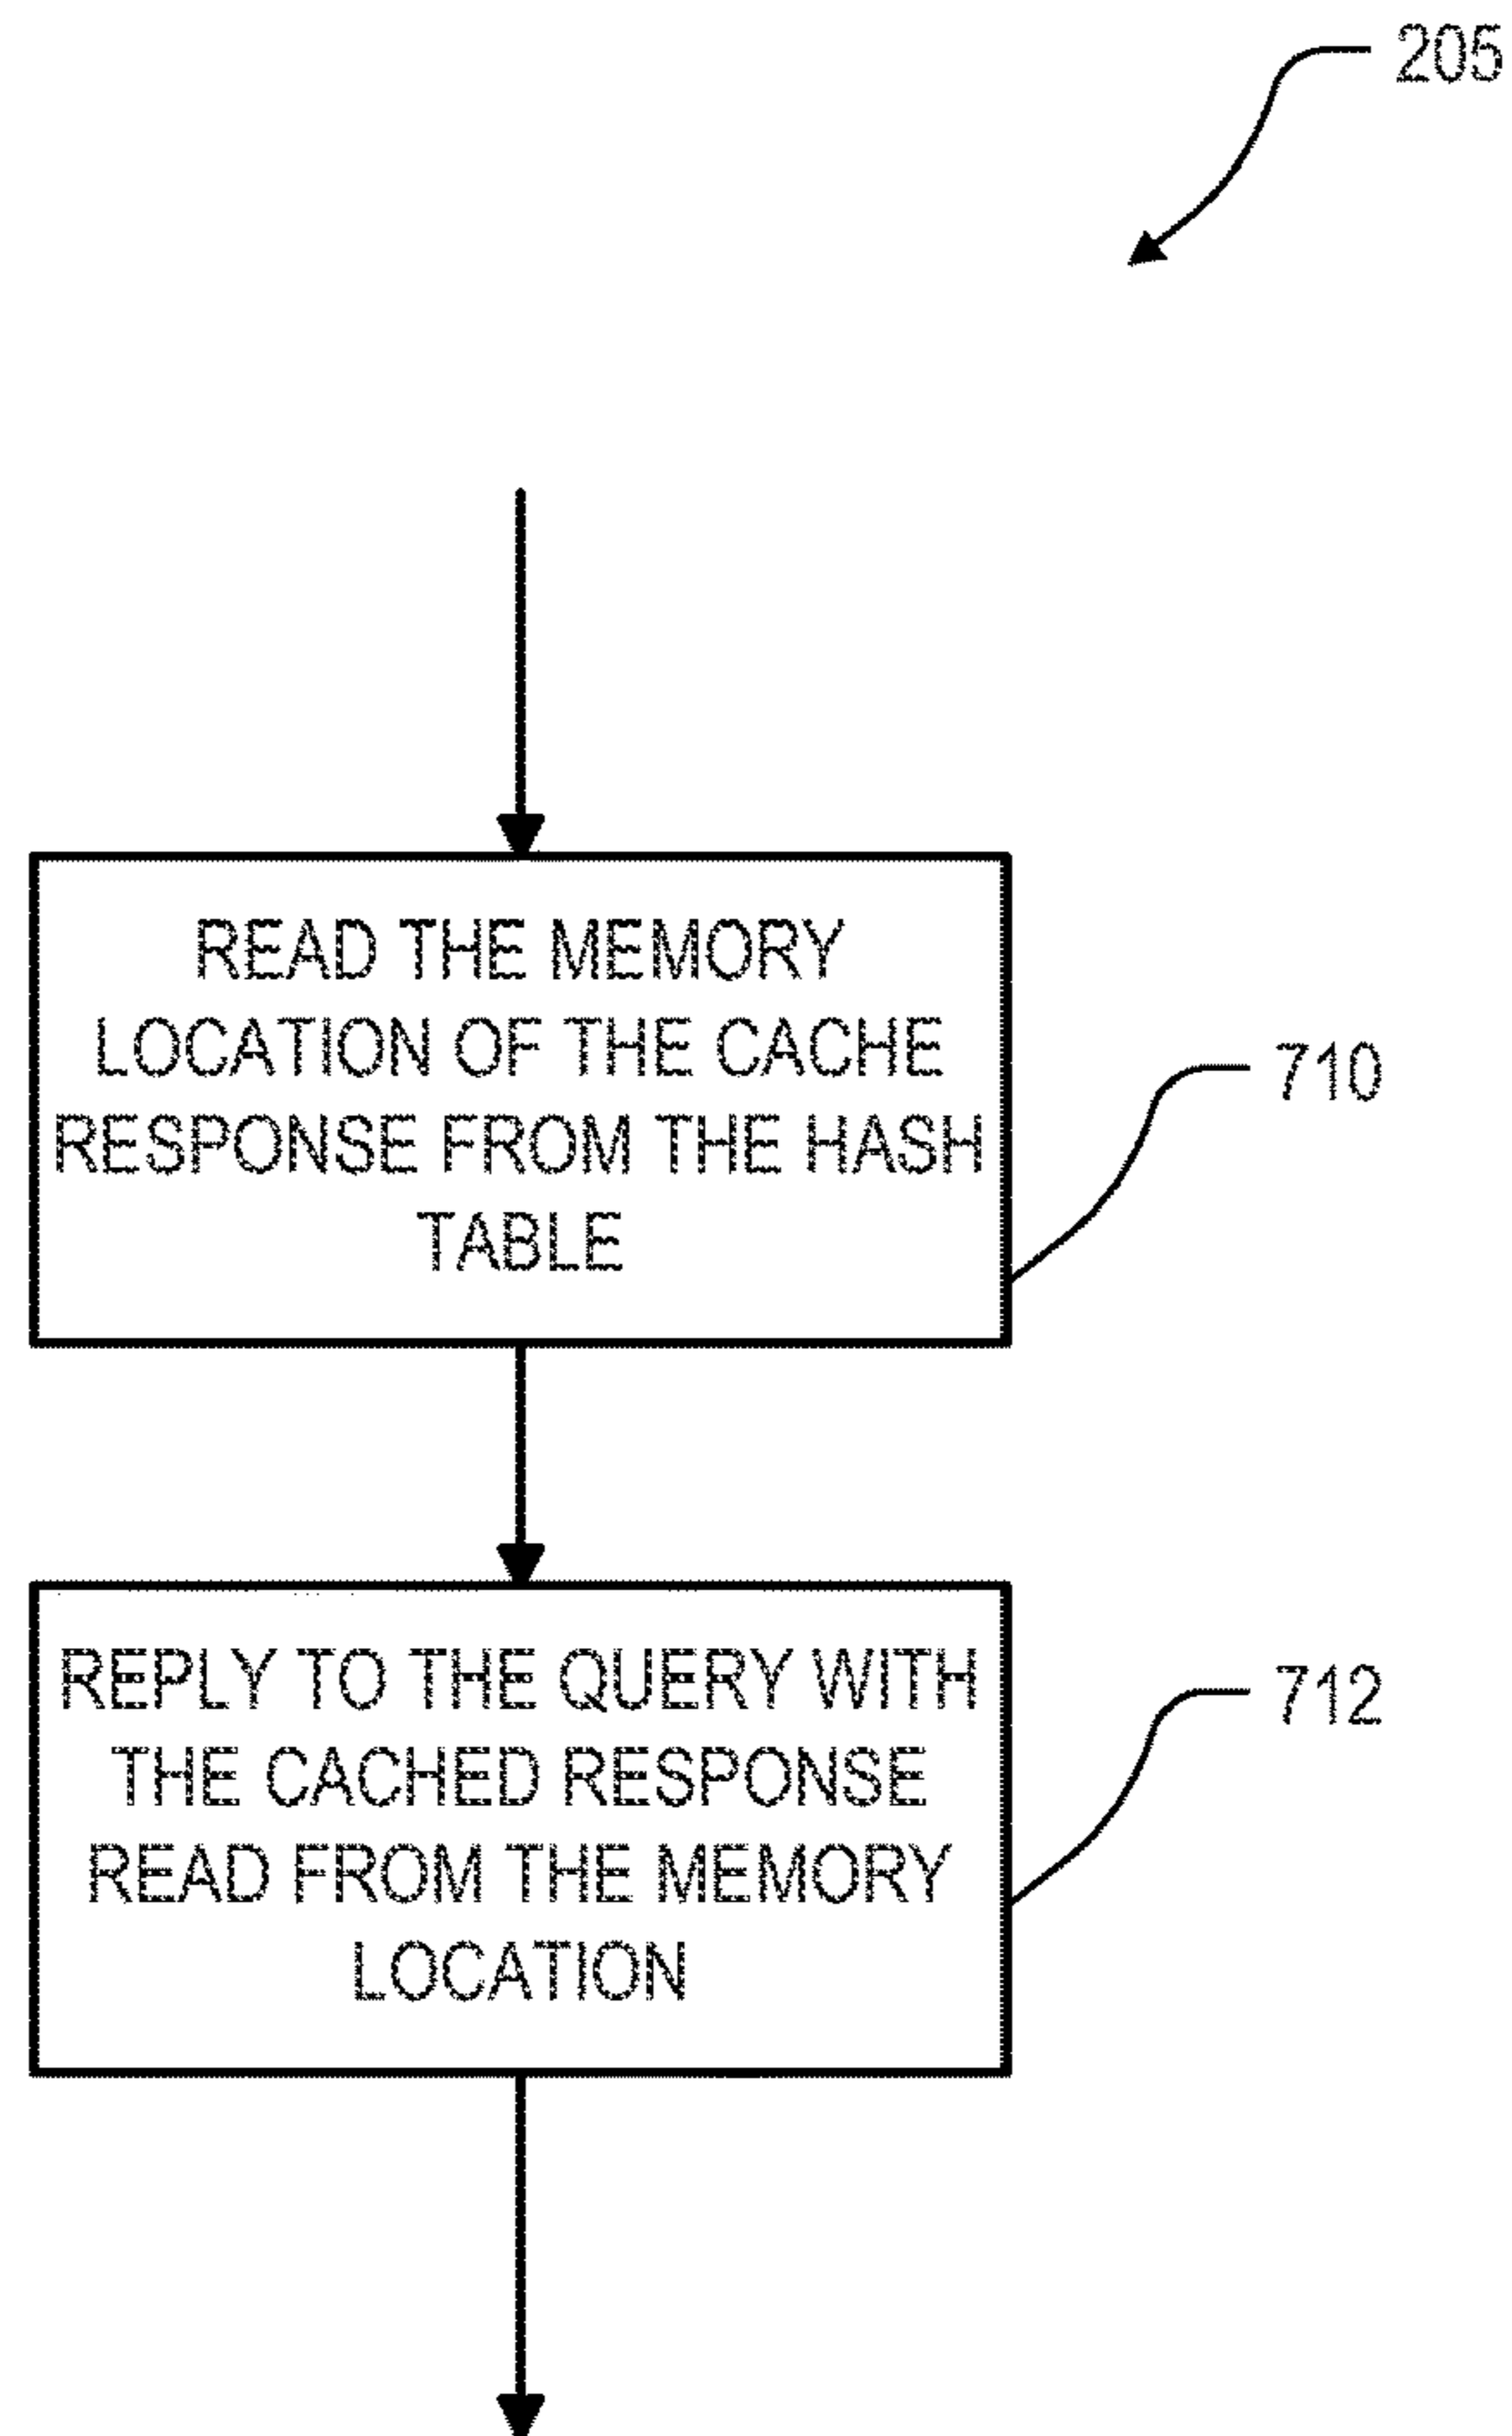 205
READ THE MEMORY
LOCATION OF THE CACHE
RESPONSE FROM THE HASH
TABLE
710
REPLY TO THE QUERY WITH
THE CACHED RESPONSE
READ FROM THE MEMORY
LOCATION
712